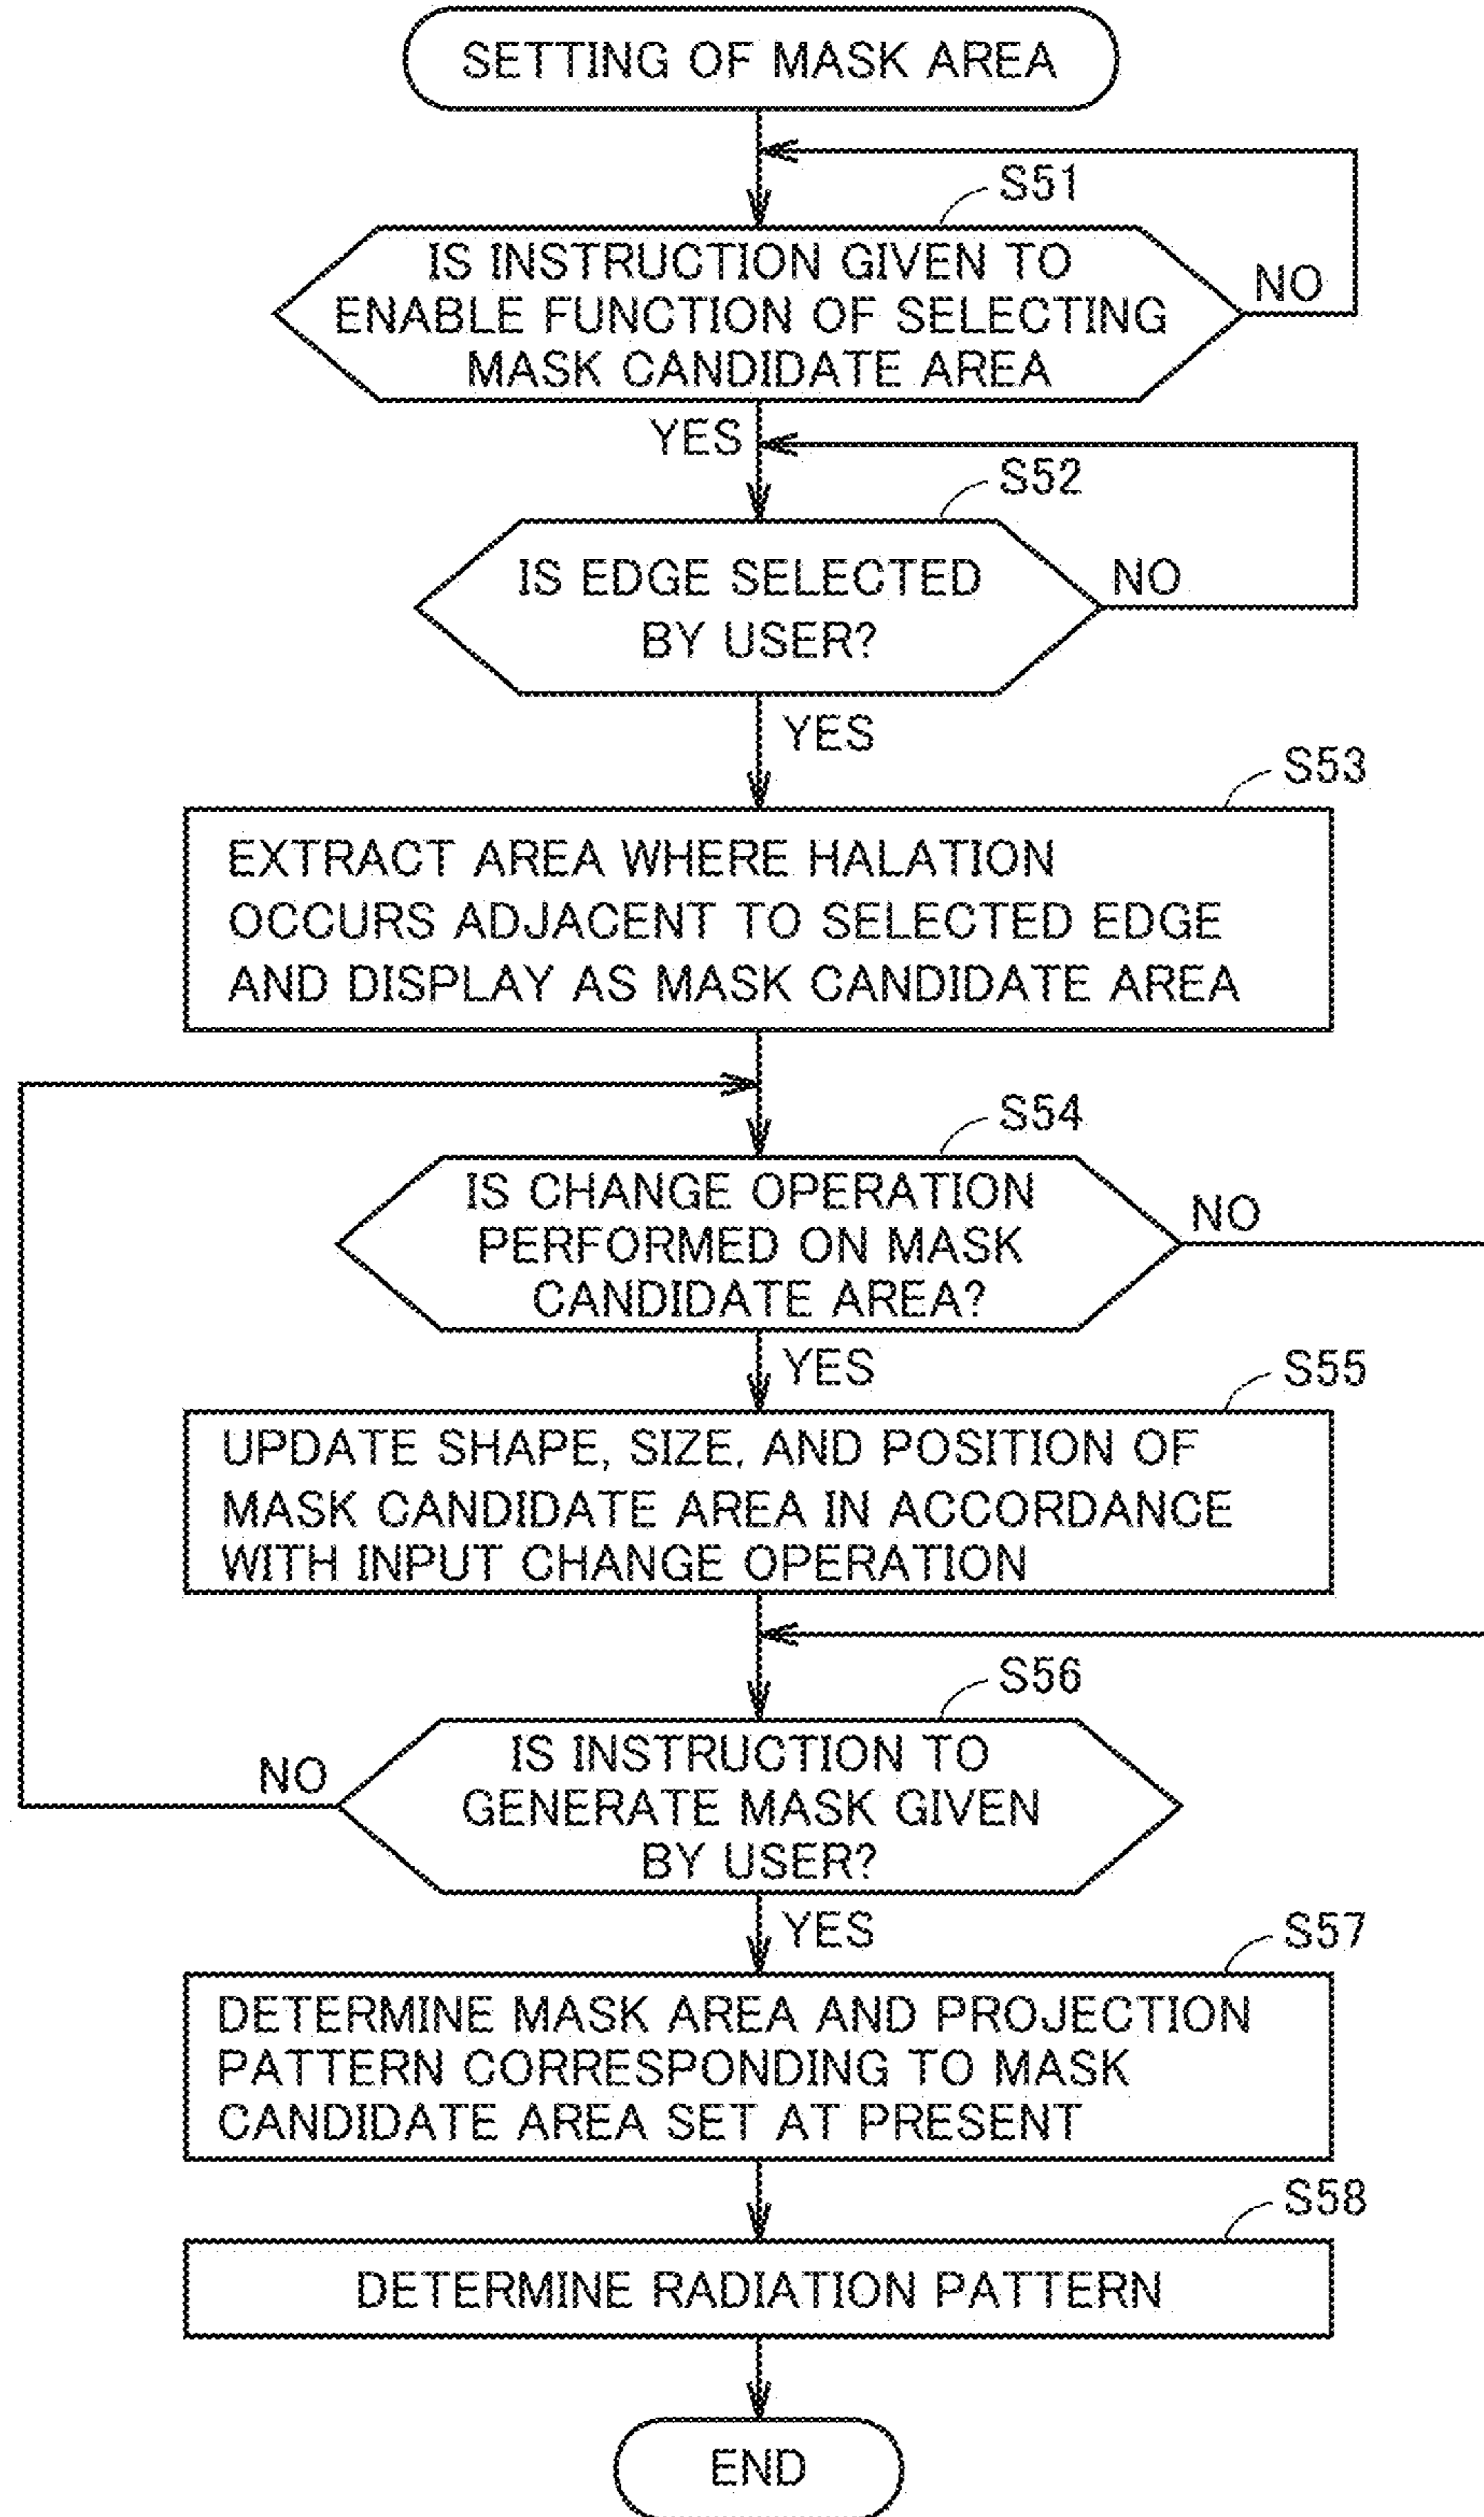 SETTING OF MASK AREA
S51
IS INSTRUCTION GIVEN TO
ENABLE FUNCTION OF SELECTING
MASK CANDIDATE AREA
NO
YES
S52
IS EDGE SELECTED
BY USER?
NO
YES
S53
EXTRACT AREA WHERE HALATION
OCCURS ADJACENT TO SELECTED EDGE
AND DISPLAY AS MASK CANDIDATE AREA
S54
IS CHANGE OPERATION
PERFORMED ON MASK
CANDIDATE AREA?
NO
YES
S55
UPDATE SHAPE, SIZE, AND POSITION OF
MASK CANDIDATE AREA IN ACCORDANCE
WITH INPUT CHANGE OPERATION
S56
IS INSTRUCTION TO
GENERATE MASK GIVEN
BY USER?
NO
YES
S57
DETERMINE MASK AREA AND PROJECTION
PATTERN CORRESPONDING TO MASK
CANDIDATE AREA SET AT PRESENT
S58
DETERMINE RADIATION PATTERN
END